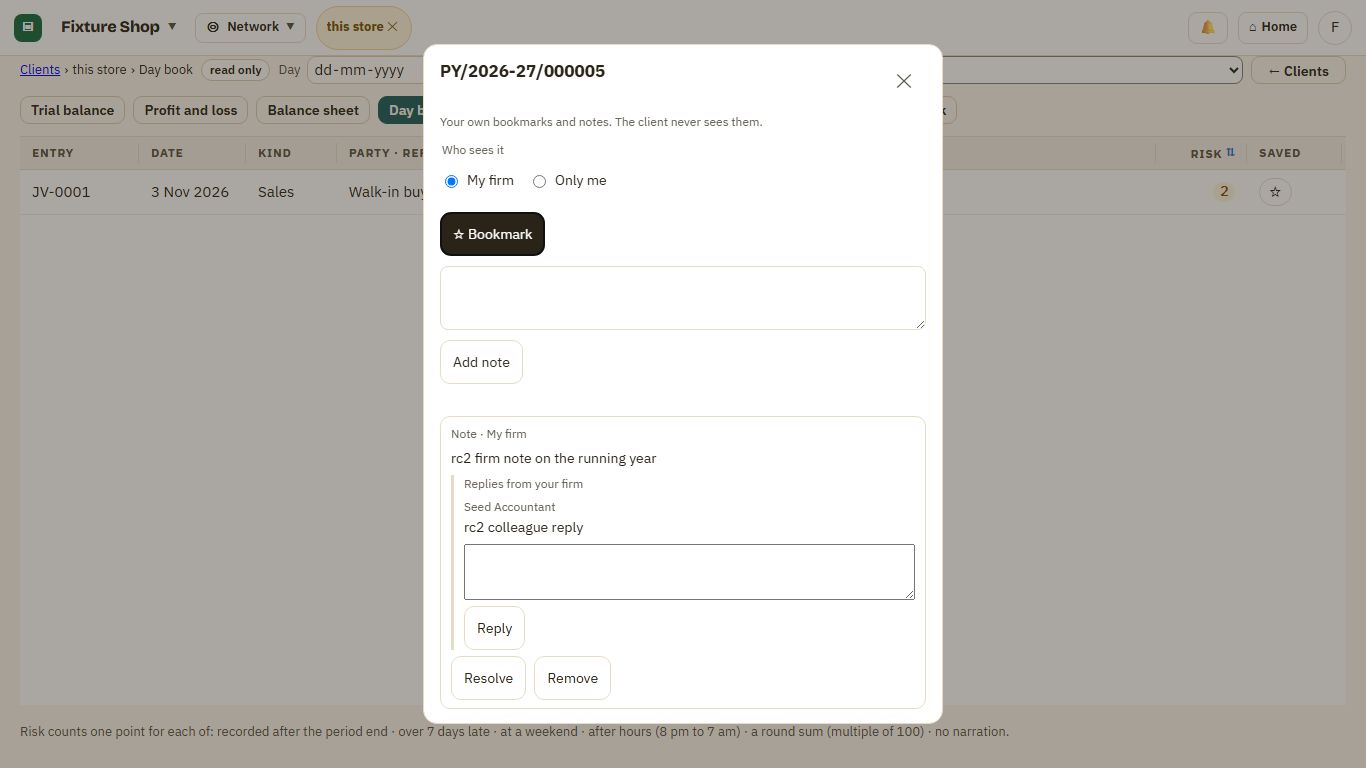 Fixture Shop ▼ Network ▼ this store Home F
Clients › this store › Day book read only Day dd-mm-yyyy ← Clients
Trial balance Profit and loss Balance sheet Day b
ENTRY DATE KIND PARTY · REF RISK SAVED
JV-0001 3 Nov 2026 Sales Walk-in buy 2
PY/2026-27/000005
Your own bookmarks and notes. The client never sees them.
Who sees it
My firm Only me
☆ Bookmark
Add note
Note · My firm
rc2 firm note on the running year
Replies from your firm
Seed Accountant
rc2 colleague reply
Reply
Resolve Remove
Risk counts one point for each of: recorded after the period end · over 7 days late · at a weekend · after hours (8 pm to 7 am) · a round sum (multiple of 100) · no narration.